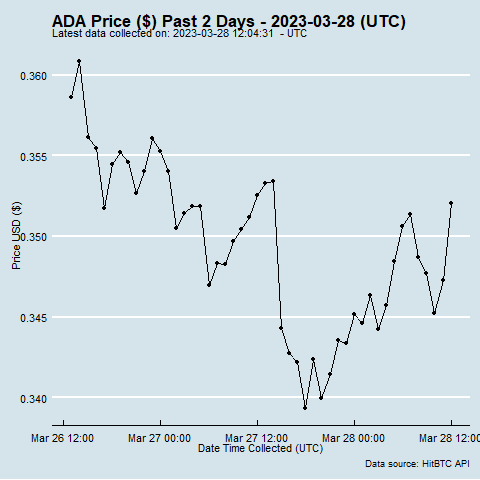 ADA Price ($) Past 2 Days - 2023-03-28 (UTC)
Latest data collected on: 2023-03-28 12:04:31 - UTC
0.360
0.355
0.350
0.345
0.340
Price USD ($)
Mar 26 12:00 Mar 27 00:00 Mar 27 12:00 Mar 28 00:00 Mar 28 12:00
Date Time Collected (UTC)
Data source: HitBTC API